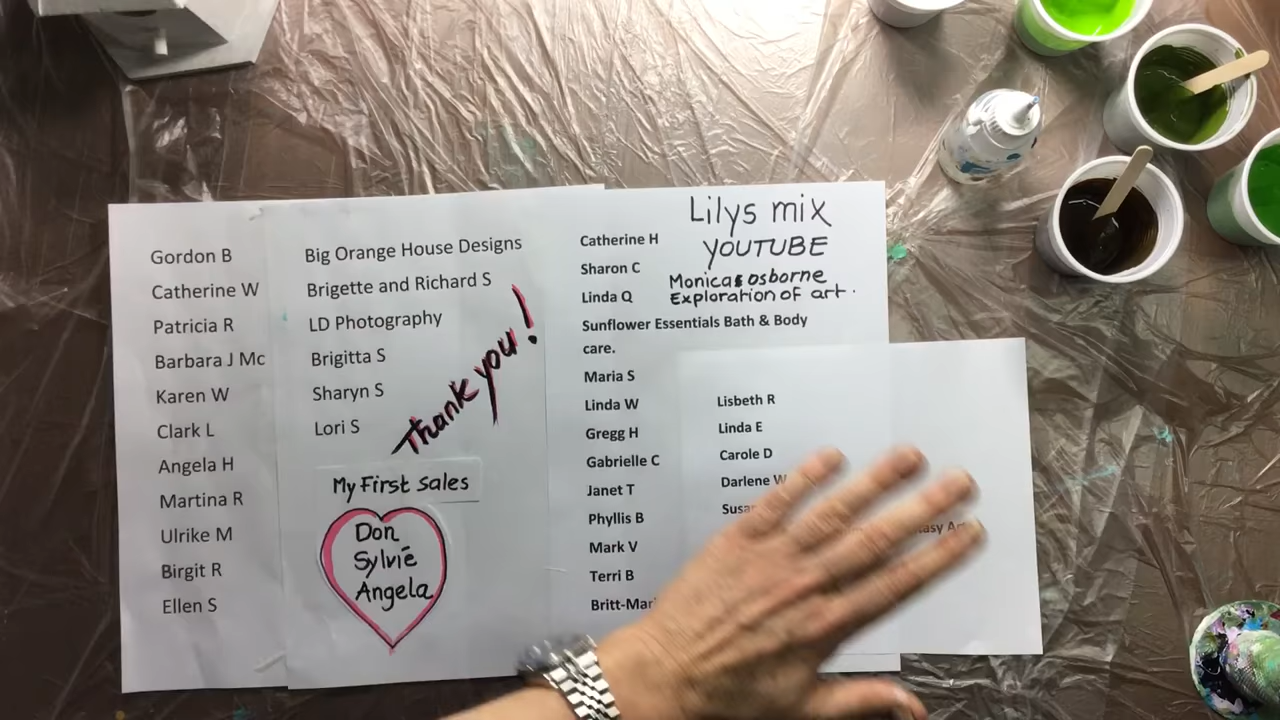 Gordon B
Catherine W
Patricia R
Barbara J Mc
Karen W
Clark L
Angela H
Martina R
Ulrike M
Birgit R
Ellen S
Big Orange House Designs
Brigette and Richard S
LD Photography
Brigitta S
Sharyn S
Lori S
Thank you!
My First Sales
Don
Sylvie
Angela
Catherine H
Sharon C
Linda Q
Sunflower Essentials Bath & Body
care.
Maria S
Linda W
Gregg H
Gabrielle C
Janet T
Phyllis B
Mark V
Terri B
Lilys mix
YOUTUBE
Monica osborne
Exploration of art.
Lisbeth R
Linda E
Carole D
Darlene W